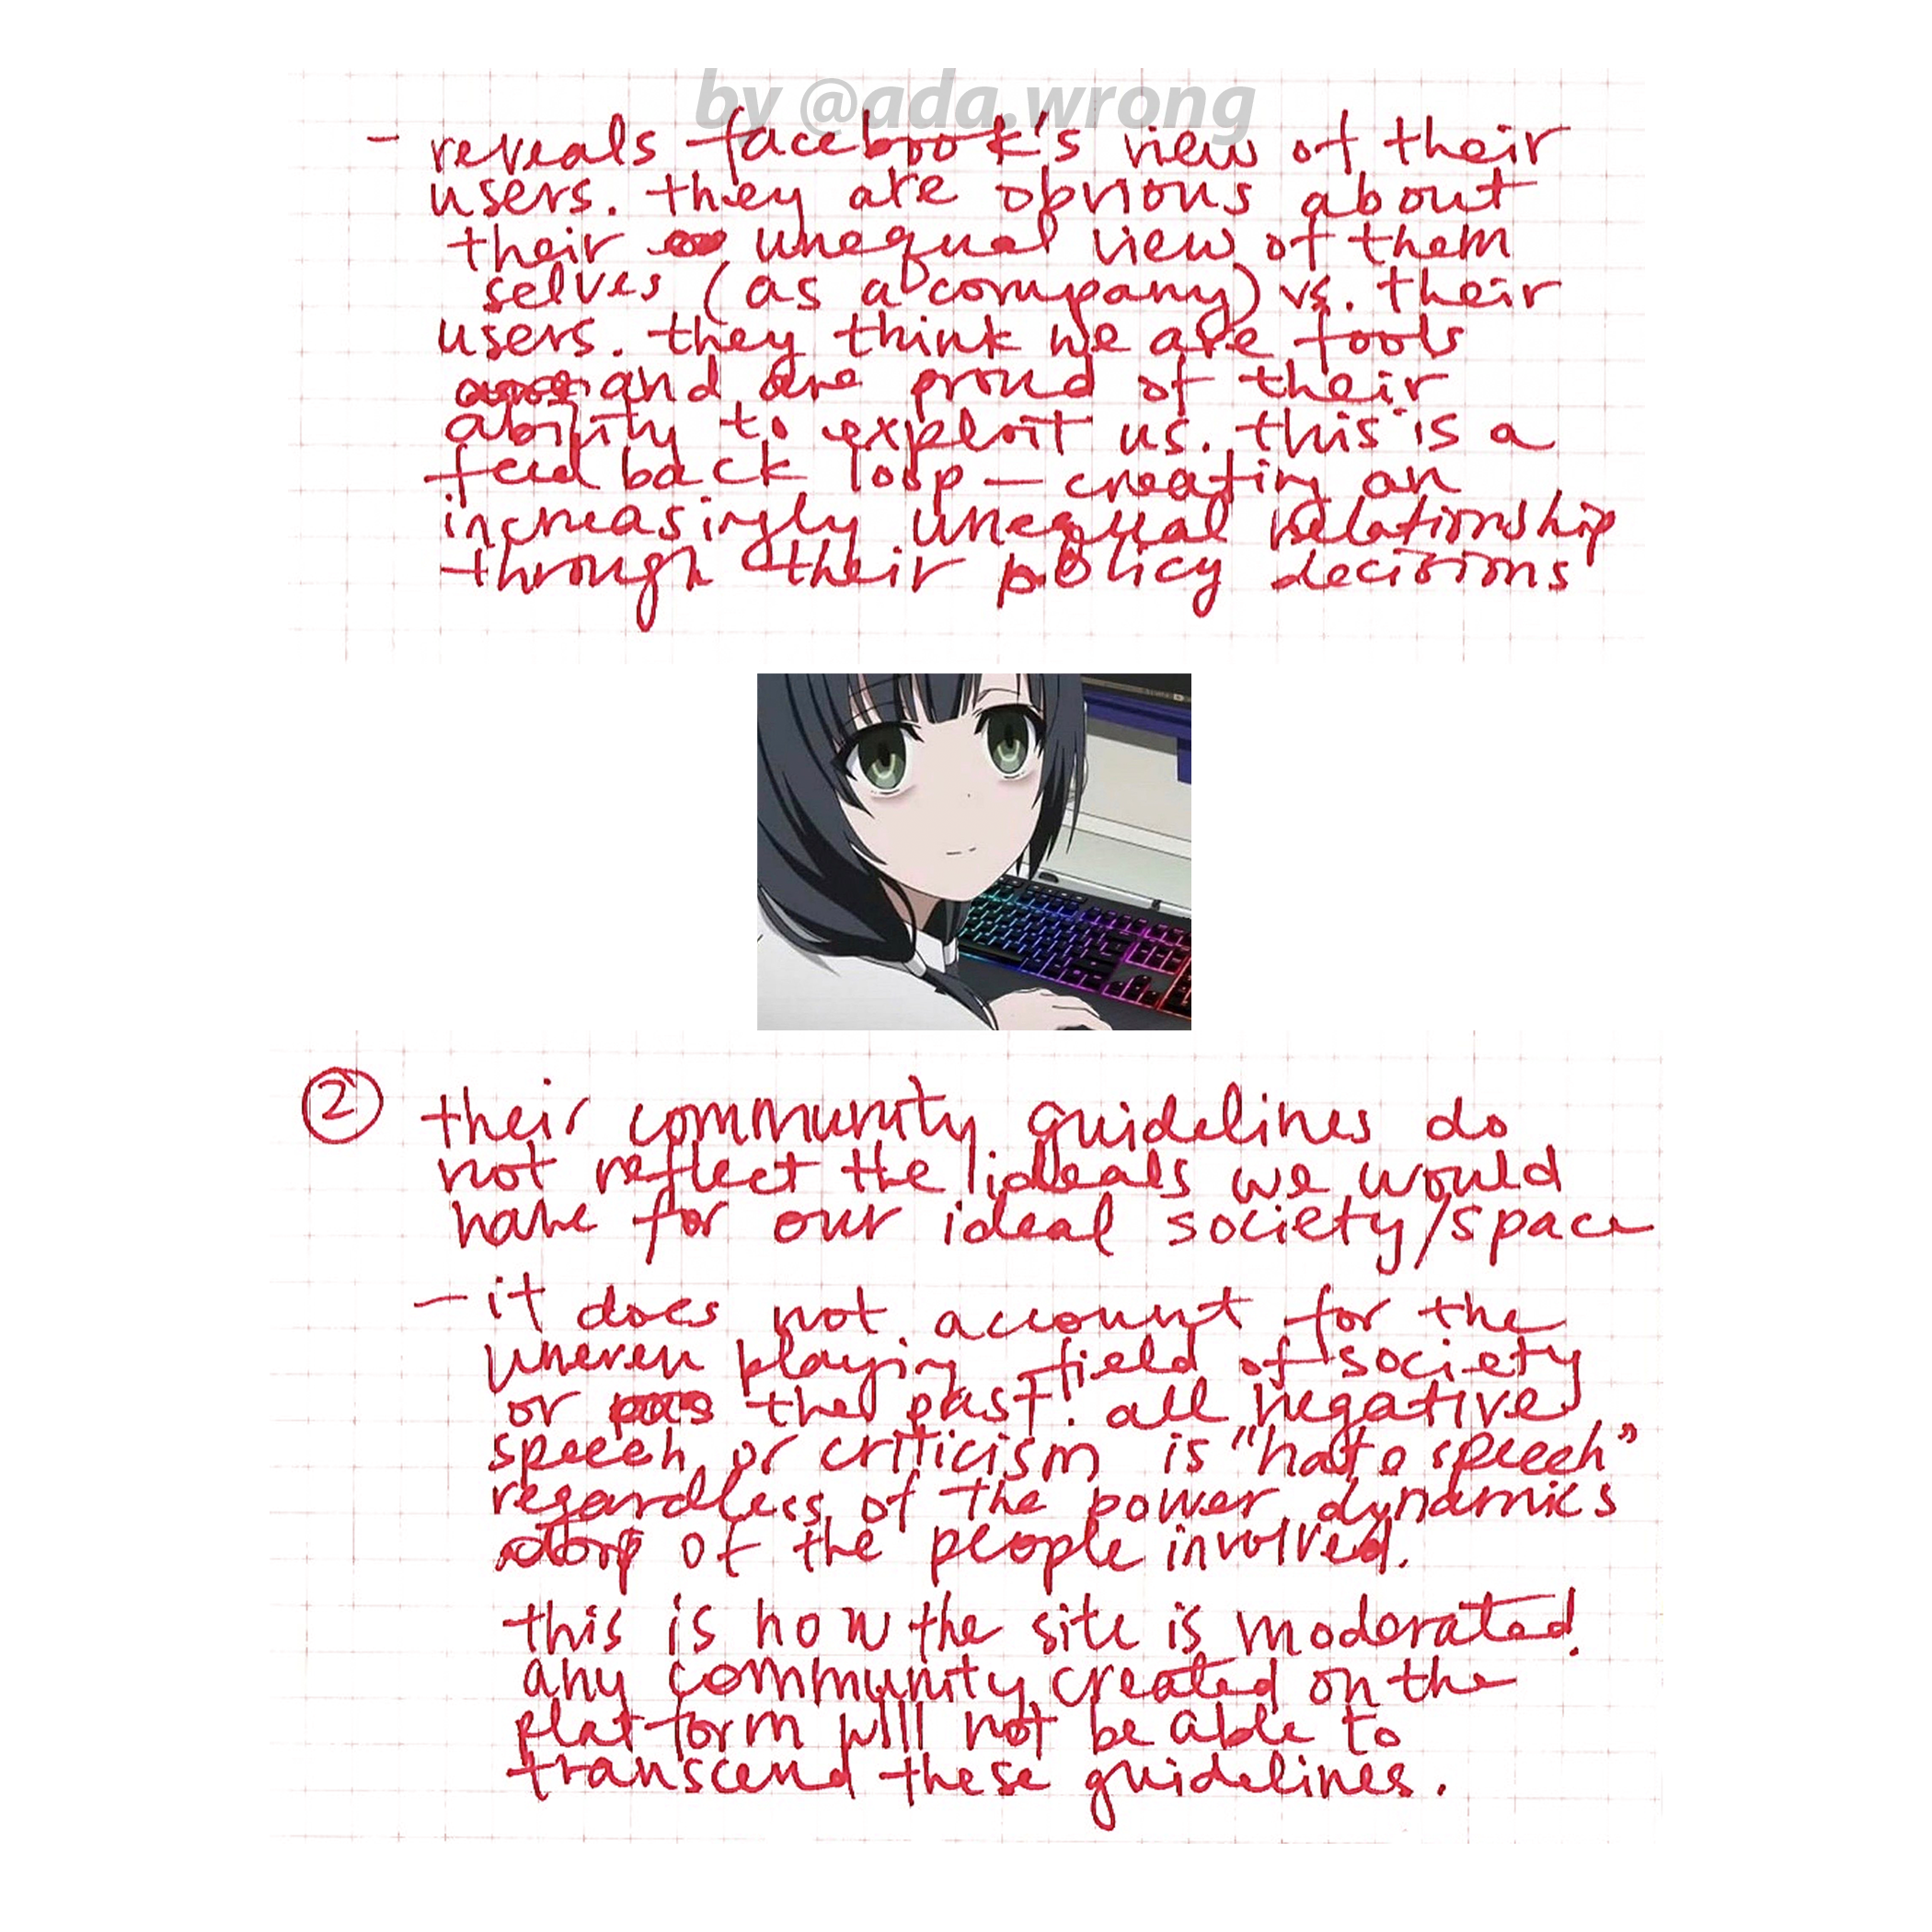 by @ada.wrong
- reveals facebook's view of their
users. they are obvious about
their unequal view of them
selves (as a company) vs. their
users. they think we are fools
and are proud of their
ability to exploit us. this is a
feed back loop – creating an
increasingly unequal relationship
through their policy decisions
② their community guidelines do
not reflect the ideals we would
have for our ideal society/space
- it does not account for the
uneven playing field of society
or the past. all negative
speech or criticism is "hate speech"
regardless of the power dynamics
of the people involved.
this is how the site is moderated.
any community created on the
platform will not be able to
transcend these guidelines.